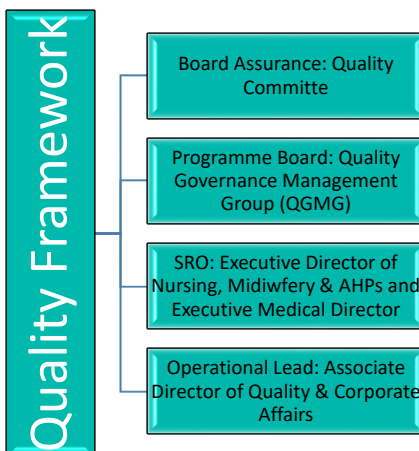 Quality Framework
Board Assurance: Quality
Committe
Programme Board: Quality
Governance Management
Group (QGMG)
SRO: Executive Director of
Nursing, Midiwfery & AHPs and
Executive Medical Director
Operational Lead: Associate
Director of Quality & Corporate
Affairs